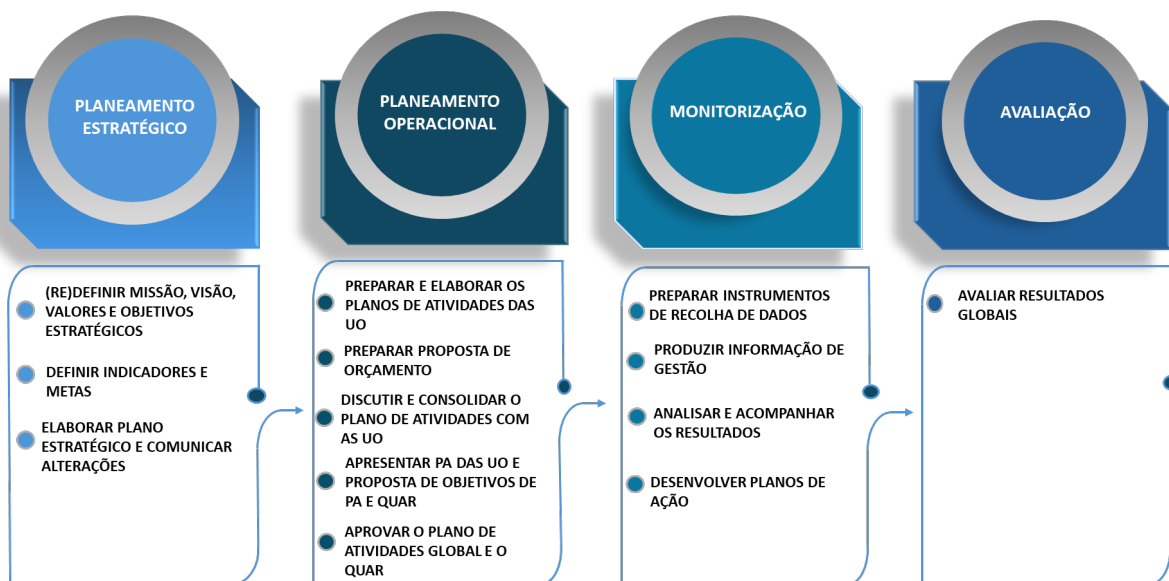 PLANEAMENTO
ESTRATÉGICO
(RE)DEFINIR MISSÃO, VISÃO,
VALORES E OBJETIVOS
ESTRATÉGICOS
DEFINIR INDICADORES E
METAS
ELABORAR PLANO
ESTRATÉGICO E COMUNICAR
ALTERAÇÕES
PLANEAMENTO
OPERACIONAL
PREPARAR E ELABORAR OS
PLANOS DE ATIVIDADES DAS
UO
PREPARAR PROPOSTA DE
ORÇAMENTO
DISCUTIR E CONSOLIDAR O
PLANO DE ATIVIDADES COM
AS UO
APRESENTAR PA DAS UO E
PROPOSTA DE OBJETIVOS DE
PA E QUAR
APROVAR O PLANO DE
ATIVIDADES GLOBAL E O
QUAR
MONITORIZAÇÃO
PREPARAR INSTRUMENTOS
DE RECOLHA DE DADOS
PRODUZIR INFORMAÇÃO DE
GESTÃO
ANALISAR E ACOMPANHAR
OS RESULTADOS
DESENVOLVER PLANOS DE
AÇÃO
AVALIAÇÃO
AVALIAR RESULTADOS
GLOBAIS